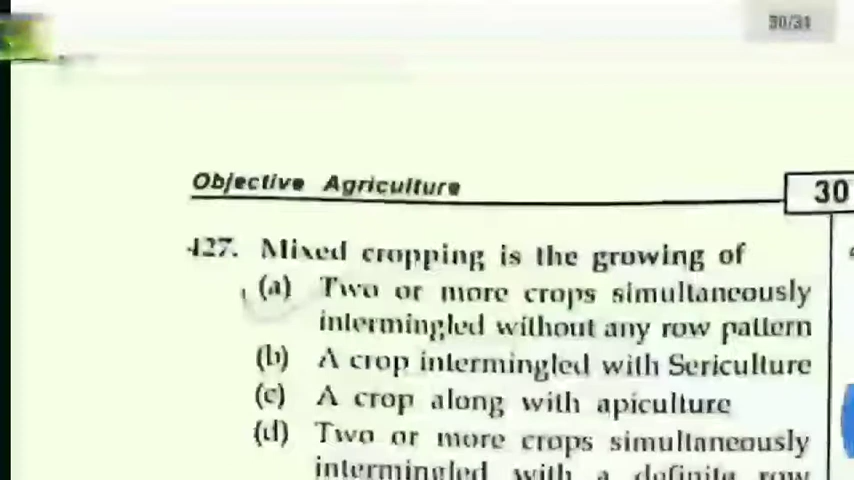 30/31
Objective Agriculture
30
427. Mixed cropping is the growing of
(a) Two or more crops simultaneously
intermingled without any row pattern
(b) A crop intermingled with Sericulture
(c) A crop along with apiculture
(d) Two or more crops simultaneously
intermingled with a definite row